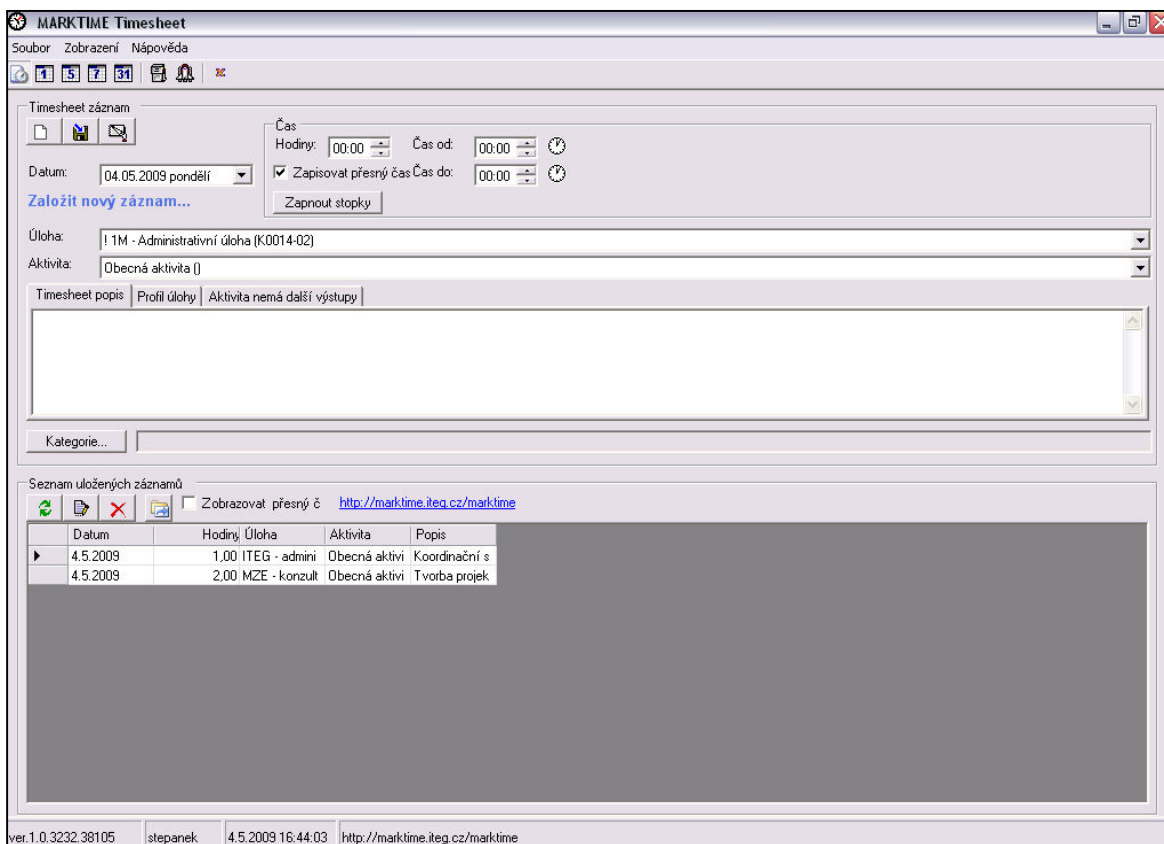 MARKTIME Timesheet
Soubor Zobrazení Nápověda
1 5 7 31
Timesheet záznam
Čas
Hodiny: 00:00 Čas od: 00:00
Datum: 04.05.2009 pondělí Zapisovat přesný čas Čas do: 00:00
Založit nový záznam... Zapnout stopky
Úloha: ! 1M - Administrativní úloha (K0014-02)
Aktivita: Obecná aktivita ()
Timesheet popis Profil úlohy Aktivita nemá další výstupy
Kategorie...
Seznam uložených záznamů
Zobrazovat přesný č http://marktime.iteg.cz/marktime
Datum Hodiny Úloha Aktivita Popis
4.5.2009 1,00 ITEG - admini Obecná aktivi Koordinační s
4.5.2009 2,00 MZE - konzult Obecná aktivi Tvorba projek
ver.1.0.3232.38105 stepanek 4.5.2009 16:44:03 http://marktime.iteg.cz/marktime